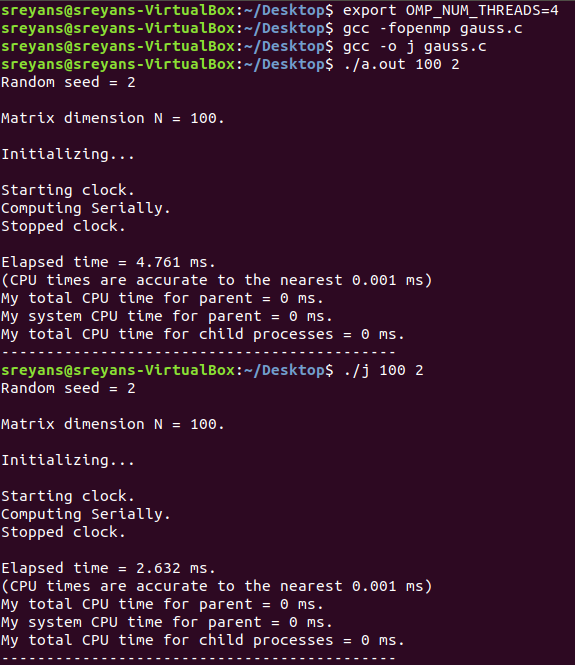 sreyans@sreyans-VirtualBox:~/Desktop$ export OMP_NUM_THREADS=4
sreyans@sreyans-VirtualBox:~/Desktop$ gcc -fopenmp gauss.c
sreyans@sreyans-VirtualBox:~/Desktop$ gcc -o j gauss.c
sreyans@sreyans-VirtualBox:~/Desktop$ ./a.out 100 2
Random seed = 2
Matrix dimension N = 100.
Initializing...
Starting clock.
Computing Serially.
Stopped clock.
Elapsed time = 4.761 ms.
(CPU times are accurate to the nearest 0.001 ms)
My total CPU time for parent = 0 ms.
My system CPU time for parent = 0 ms.
My total CPU time for child processes = 0 ms.
--------------------------------------------
sreyans@sreyans-VirtualBox:~/Desktop$ ./j 100 2
Random seed = 2
Matrix dimension N = 100.
Initializing...
Starting clock.
Computing Serially.
Stopped clock.
Elapsed time = 2.632 ms.
(CPU times are accurate to the nearest 0.001 ms)
My total CPU time for parent = 0 ms.
My system CPU time for parent = 0 ms.
My total CPU time for child processes = 0 ms.
--------------------------------------------